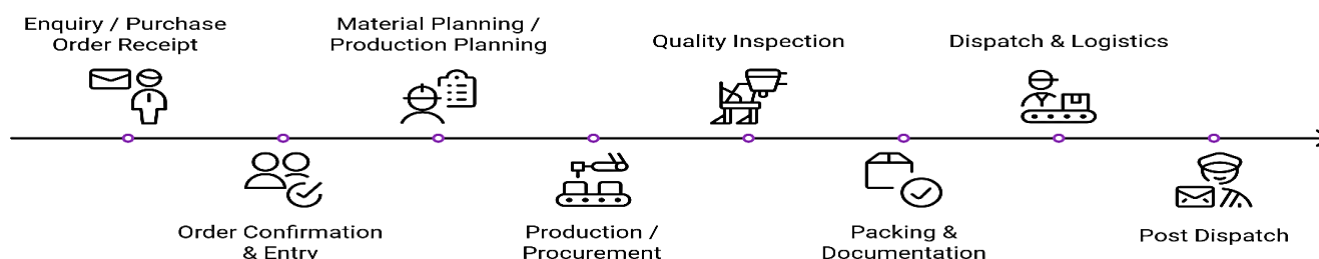 Enquiry / Purchase
Order Receipt
Material Planning /
Production Planning
Quality Inspection
Dispatch & Logistics
Order Confirmation
& Entry
Production /
Procurement
Packing &
Documentation
Post Dispatch